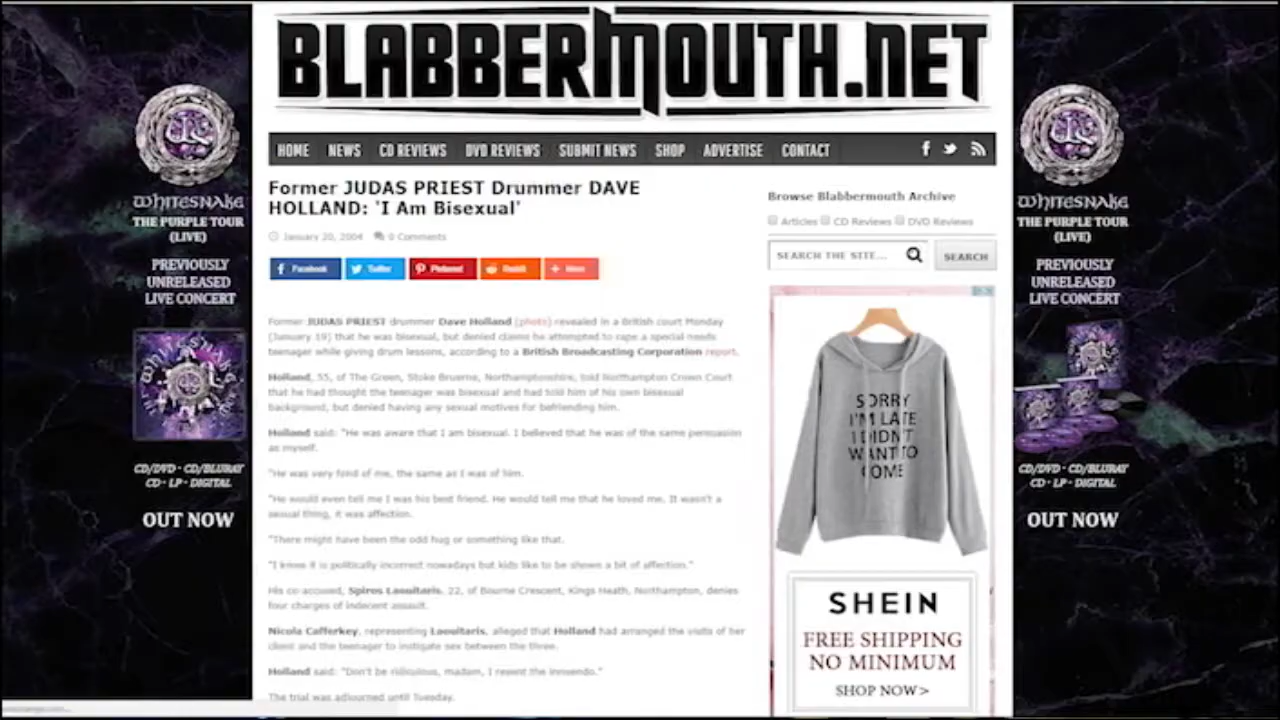 BLABBERMOUTH.NET
HOME NEWS CD REVIEWS DVD REVIEWS SUBMIT NEWS SHOP ADVERTISE CONTACT
Former JUDAS PRIEST Drummer DAVE
HOLLAND: 'I Am Bisexual'
January 20, 2004 0 Comments
Facebook Twitter Pinterest Reddit More
Former JUDAS PRIEST drummer Dave Holland (photo) revealed in a British court Monday
(January 19) that he was bisexual, but denied claims he attempted to rape a special needs
teenager while giving drum lessons, according to a British Broadcasting Corporation report.
Holland, 55, of The Green, Stoke Bruerne, Northamptonshire, told Northampton Crown Court
that he had thought the teenager was bisexual and had told him of his own bisexual
background, but denied having any sexual motives for befriending him.
Holland said: "He was aware that I am bisexual. I believed that he was of the same persuasion
as myself.
"He was very fond of me, the same as I was of him.
"He would even tell me I was his best friend. He would tell me that he loved me. It wasn't a
sexual thing, it was affection.
"There might have been the odd hug or something like that.
"I know it is politically incorrect nowadays but kids like to be shown a bit of affection."
His co-accused, Spiros Laouitaris, 22, of Bourne Crescent, Kings Heath, Northampton, denies
four charges of indecent assault.
Nicola Cafferkey, representing Laouitaris, alleged that Holland had arranged the visits of her
client and the teenager to instigate sex between the three.
Holland said: "Don't be ridiculous, madam, I resent the innuendo."
The trial was adjourned until Tuesday.
Browse Blabbermouth Archive
Articles CD Reviews DVD Reviews
SEARCH THE SITE... SEARCH
SORRY
I'M LATE
I DIDN'T
WANT TO
COME
SHEIN
FREE SHIPPING
NO MINIMUM
SHOP NOW >
WHITESNAKE
THE PURPLE TOUR
(LIVE)
PREVIOUSLY
UNRELEASED
LIVE CONCERT
WHITESNAKE
CD/DVD - CD/BLURAY
CD - LP - DIGITAL
OUT NOW
WHITESNAKE
THE PURPLE TOUR
(LIVE)
PREVIOUSLY
UNRELEASED
LIVE CONCERT
CD/DVD - CD/BLURAY
CD - LP - DIGITAL
OUT NOW